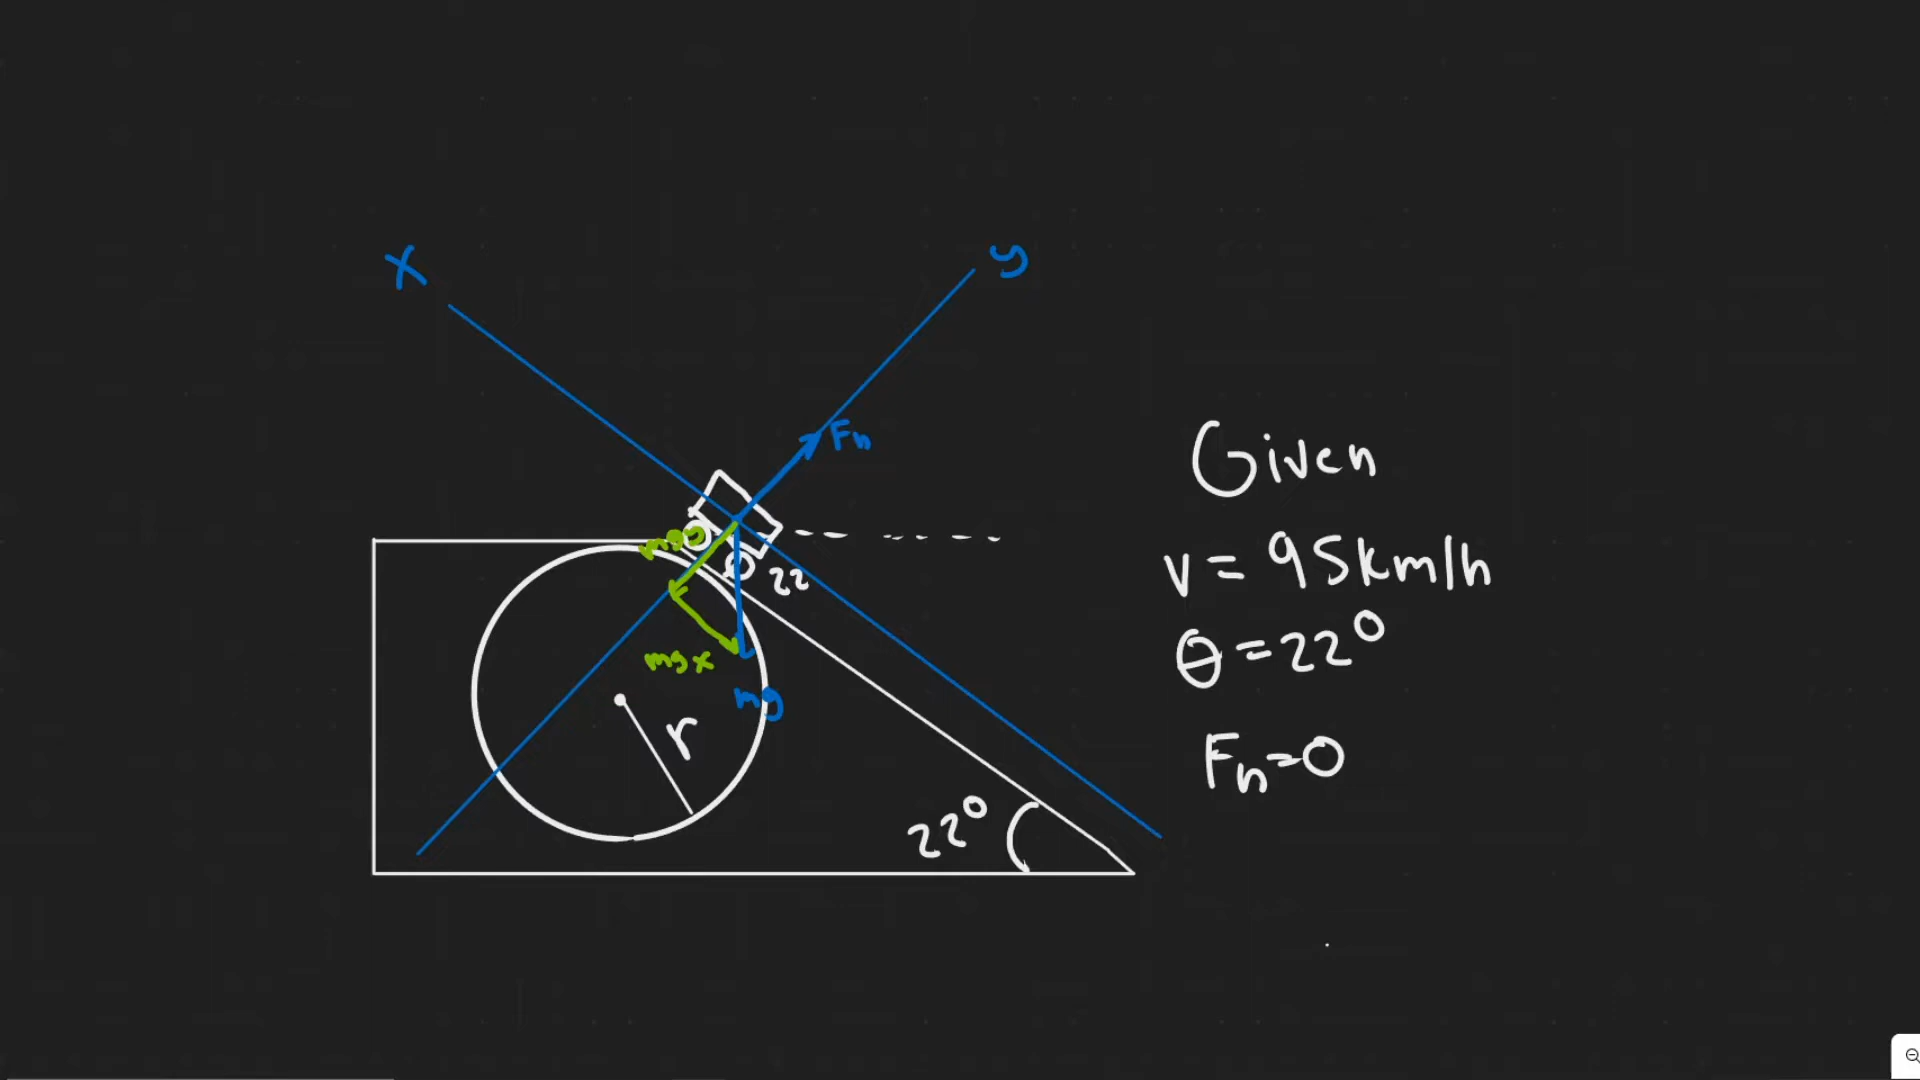 x
y
Fn
Given
mgy
22
v = 95km/h
θ = 22°
mgx
mg
r
Fn=0
22°